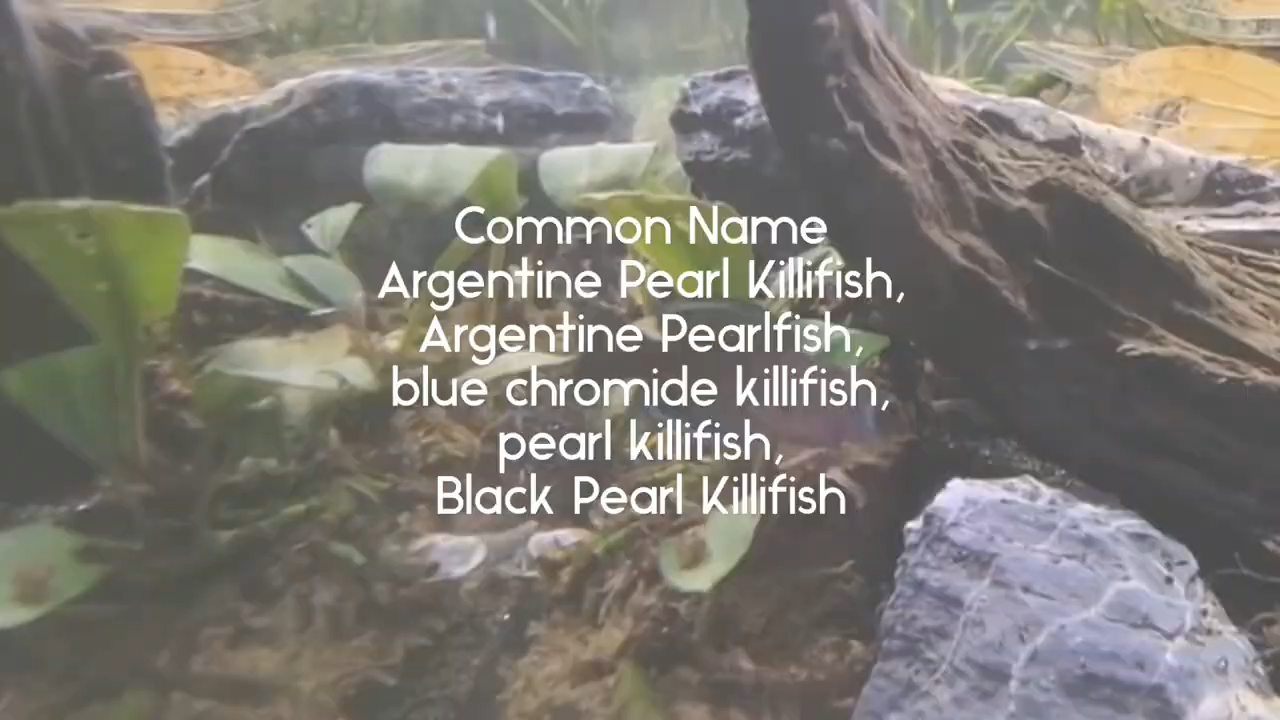 Common Name
Argentine Pearl Killifish,
Argentine Pearlfish,
blue chromide killifish,
pearl killifish,
Black Pearl Killifish